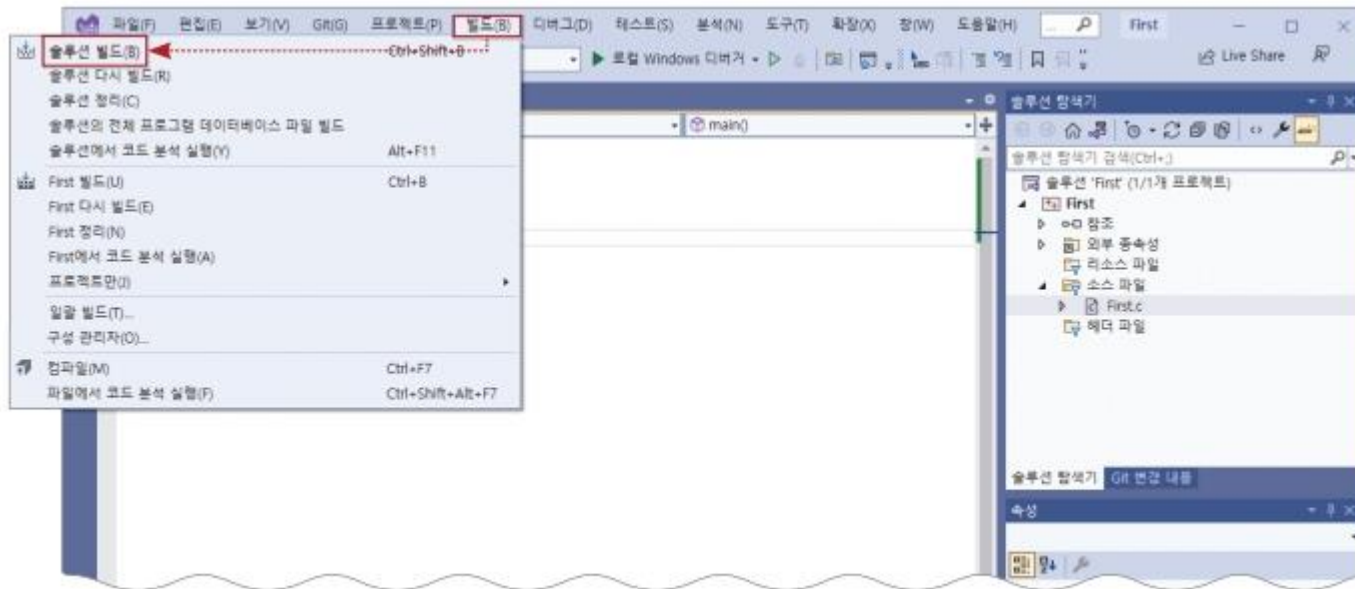 파일(F) 편집(E) 보기(V) Git(G) 프로젝트(P) 빌드(B) 디버그(D) 테스트(S) 분석(N) 도구(T) 확장(X) 창(W) 도움말(H) ... First
솔루션 빌드(B) Ctrl+Shift+B
로컬 Windows 디버거
Live Share
솔루션 다시 빌드(R)
솔루션 정리(C)
솔루션의 전체 프로그램 데이터베이스 파일 빌드
솔루션에서 코드 분석 실행(Y) Alt+F11
First 빌드(U) Ctrl+B
First 다시 빌드(E)
First 정리(N)
First에서 코드 분석 실행(A)
프로젝트만(J)
일괄 빌드(T)...
구성 관리자(O)...
컴파일(M) Ctrl+F7
파일에서 코드 분석 실행(F) Ctrl+Shift+Alt+F7
main()
솔루션 탐색기
솔루션 탐색기 검색(Ctrl+;)
솔루션 'First' (1/1개 프로젝트)
First
참조
외부 종속성
리소스 파일
소스 파일
First.c
헤더 파일
솔루션 탐색기 Git 변경 내용
속성